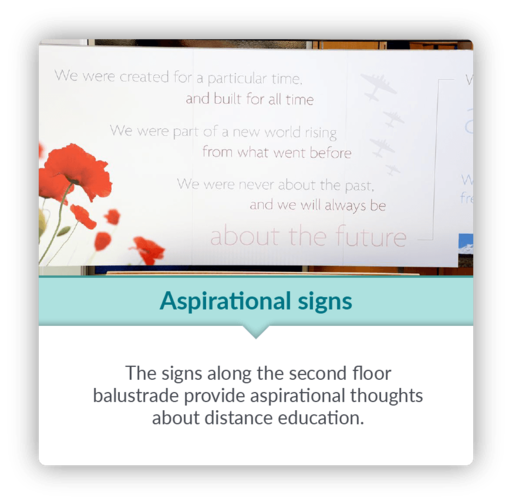 We were created for a particular time,
and built for all time
We were part of a new world rising
from what went before
We were never about the past,
and we will always be
about the future
Aspirational signs
The signs along the second floor
balustrade provide aspirational thoughts
about distance education.